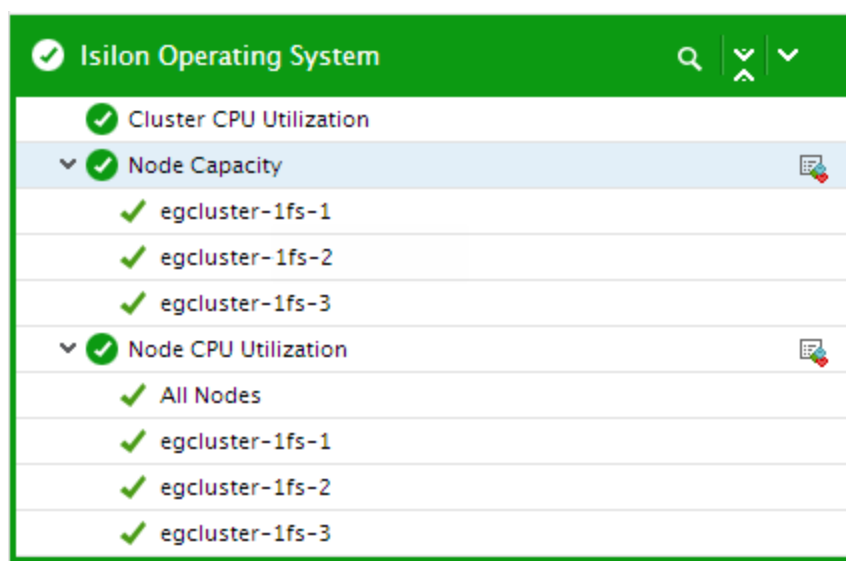 Isilon Operating System
Cluster CPU Utilization
Node Capacity
egcluster-1fs-1
egcluster-1fs-2
egcluster-1fs-3
Node CPU Utilization
All Nodes
egcluster-1fs-1
egcluster-1fs-2
egcluster-1fs-3